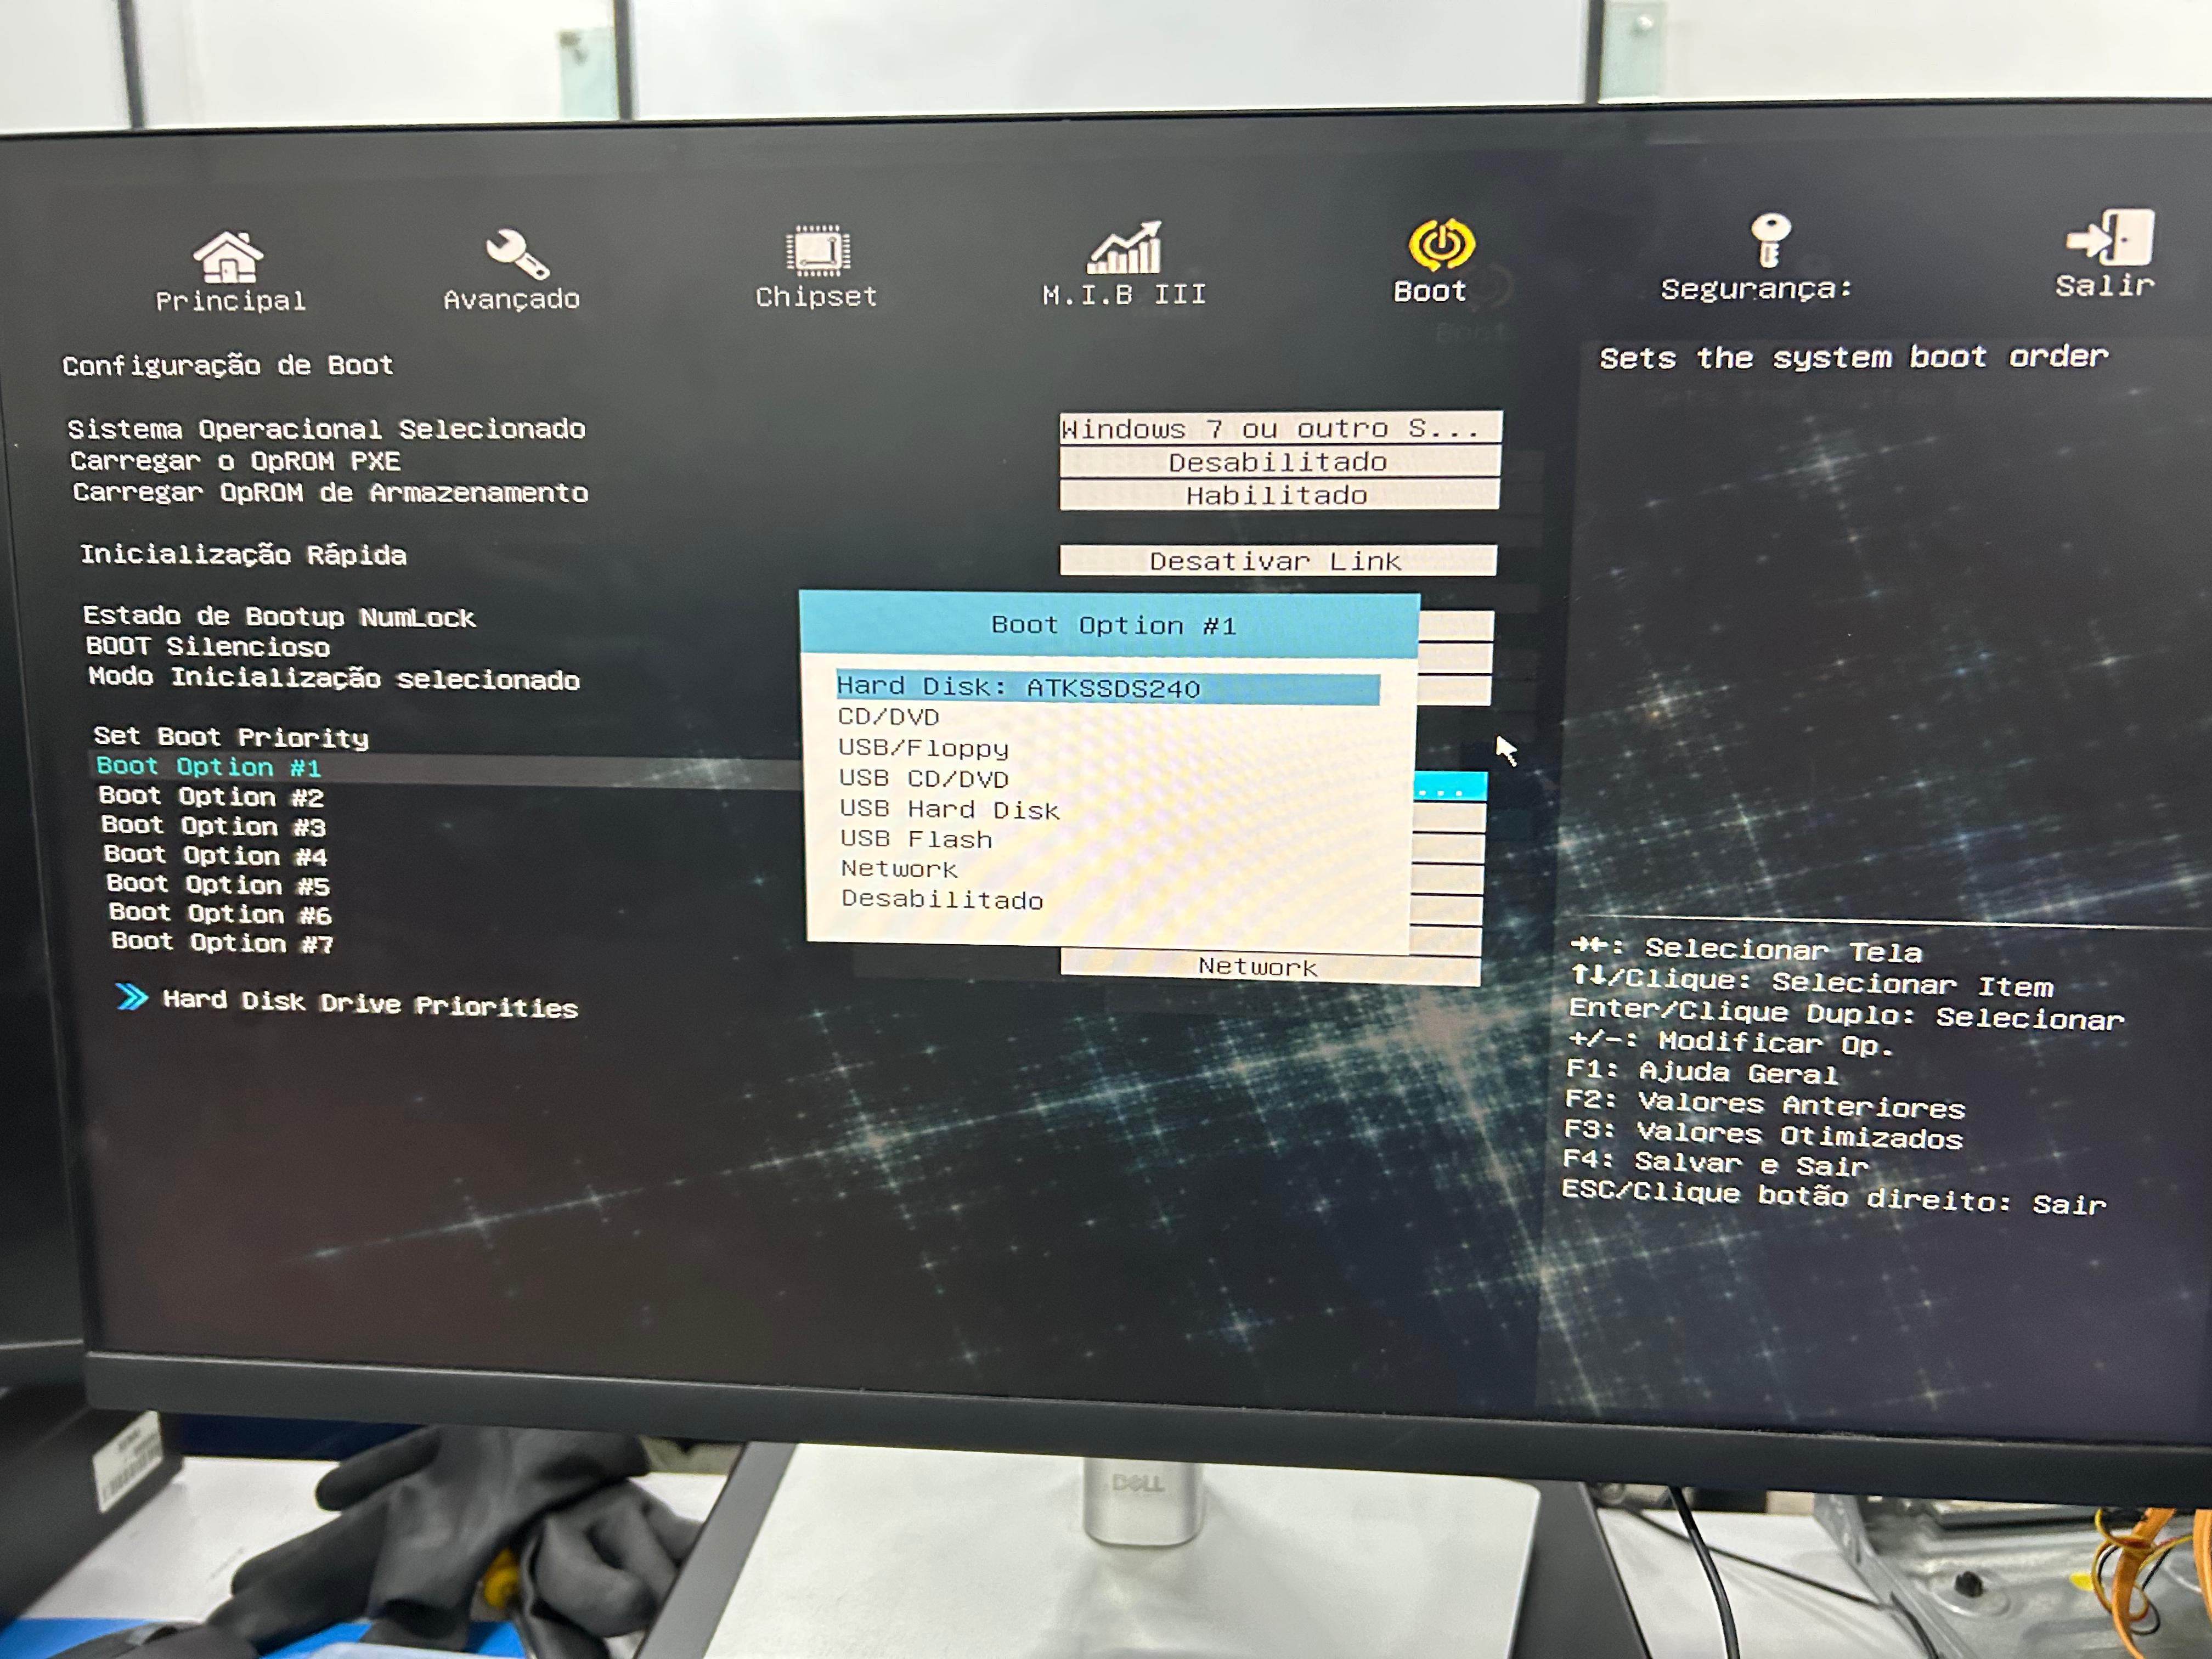 Principal
Avançado
Chipset
M.I.B III
Boot
Segurança:
Salir
Configuração de Boot
Sets the system boot order
Sistema Operacional Selecionado
Windows 7 ou outro S...
Carregar o OpROM PXE
Desabilitado
Carregar OpROM de Armazenamento
Habilitado
Inicialização Rápida
Desativar Link
Estado de Bootup NumLock
BOOT Silencioso
Modo Inicialização selecionado
Boot Option #1
Hard Disk: ATKSSDS240
CD/DVD
USB/Floppy
USB CD/DVD
USB Hard Disk
USB Flash
Network
Desabilitado
Set Boot Priority
Boot Option #1
...
Boot Option #2
Boot Option #3
Boot Option #4
Boot Option #5
Boot Option #6
Boot Option #7
Network
Hard Disk Drive Priorities
→←: Selecionar Tela
↑↓/Clique: Selecionar Item
Enter/Clique Duplo: Selecionar
+/-: Modificar Op.
F1: Ajuda Geral
F2: Valores Anteriores
F3: Valores Otimizados
F4: Salvar e Sair
ESC/Clique botão direito: Sair
DELL